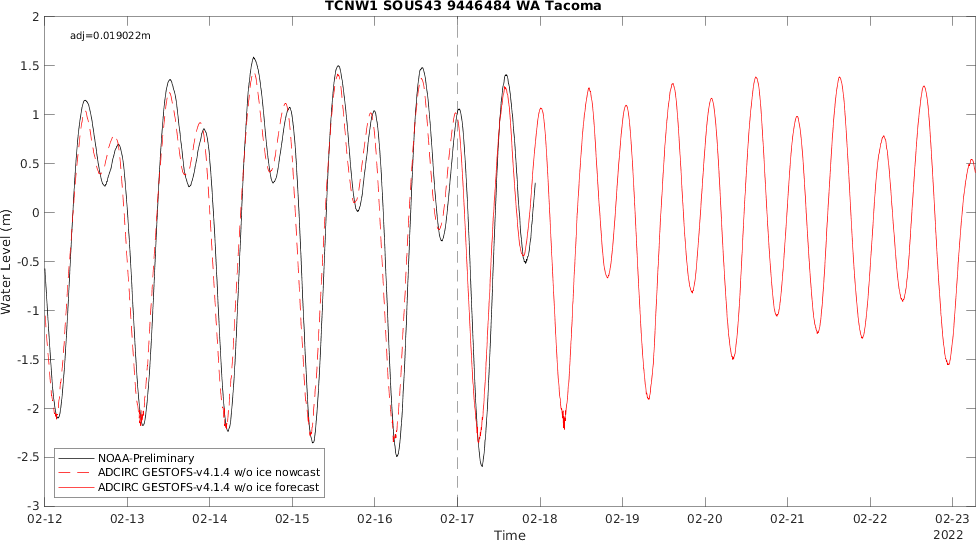 TCNW1 SOUS43 9446484 WA Tacoma
adj=0.019022m
Water Level (m)
2
1.5
1
0.5
0
-0.5
-1
-1.5
-2
-2.5
-3
NOAA-Preliminary
ADCIRC GESTOFS-v4.1.4 w/o ice nowcast
ADCIRC GESTOFS-v4.1.4 w/o ice forecast
02-12 02-13 02-14 02-15 02-16 02-17 02-18 02-19 02-20 02-21 02-22 02-23
2022
Time